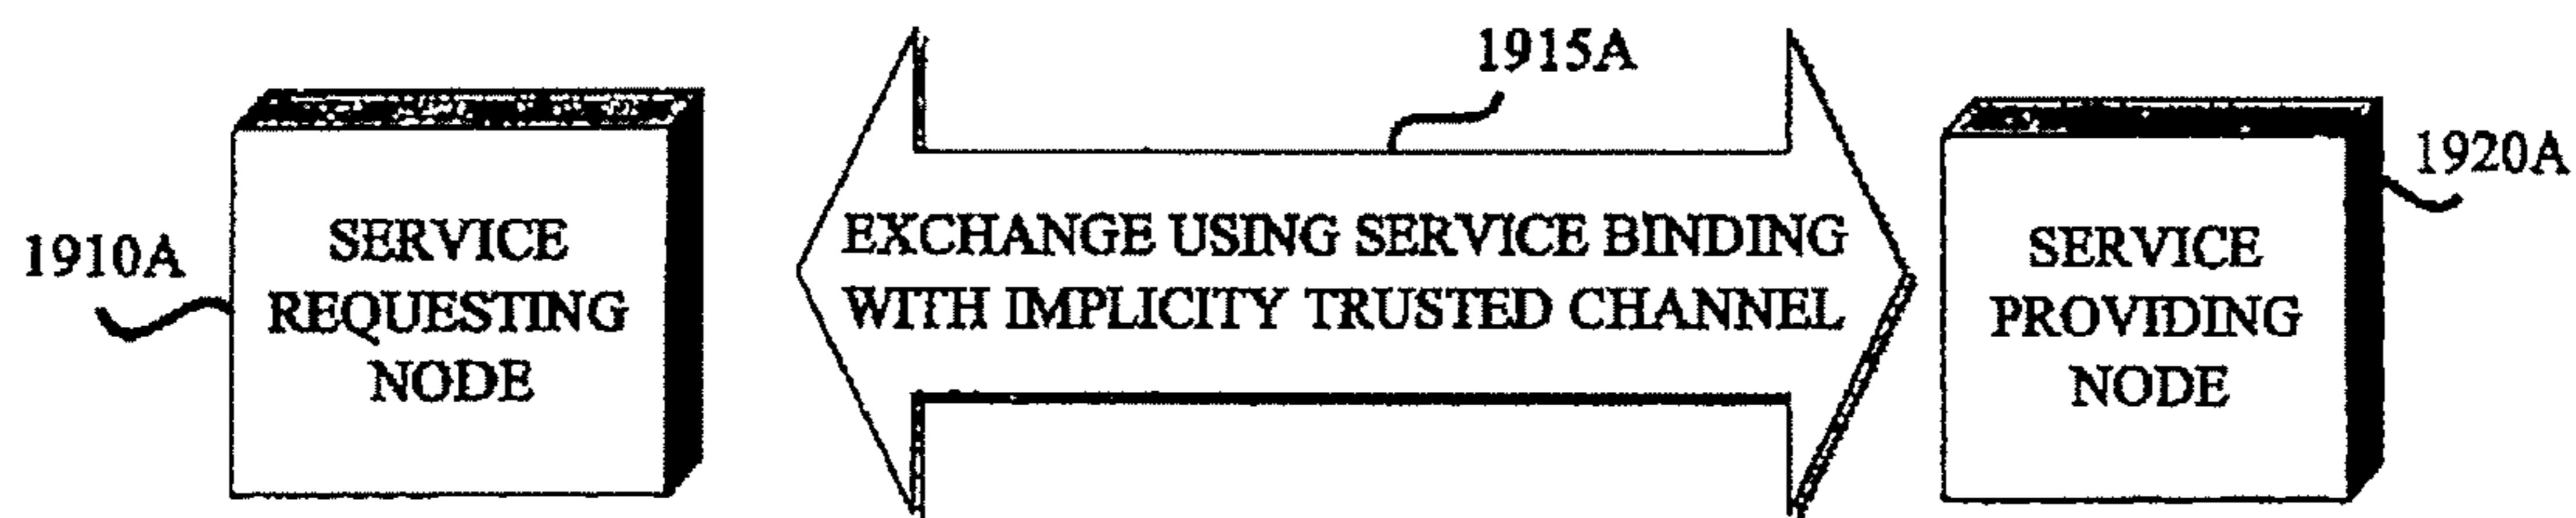 1915A
1920A
1910A
SERVICE
REQUESTING
NODE
EXCHANGE USING SERVICE BINDING
WITH IMPLICITY TRUSTED CHANNEL
SERVICE
PROVIDING
NODE